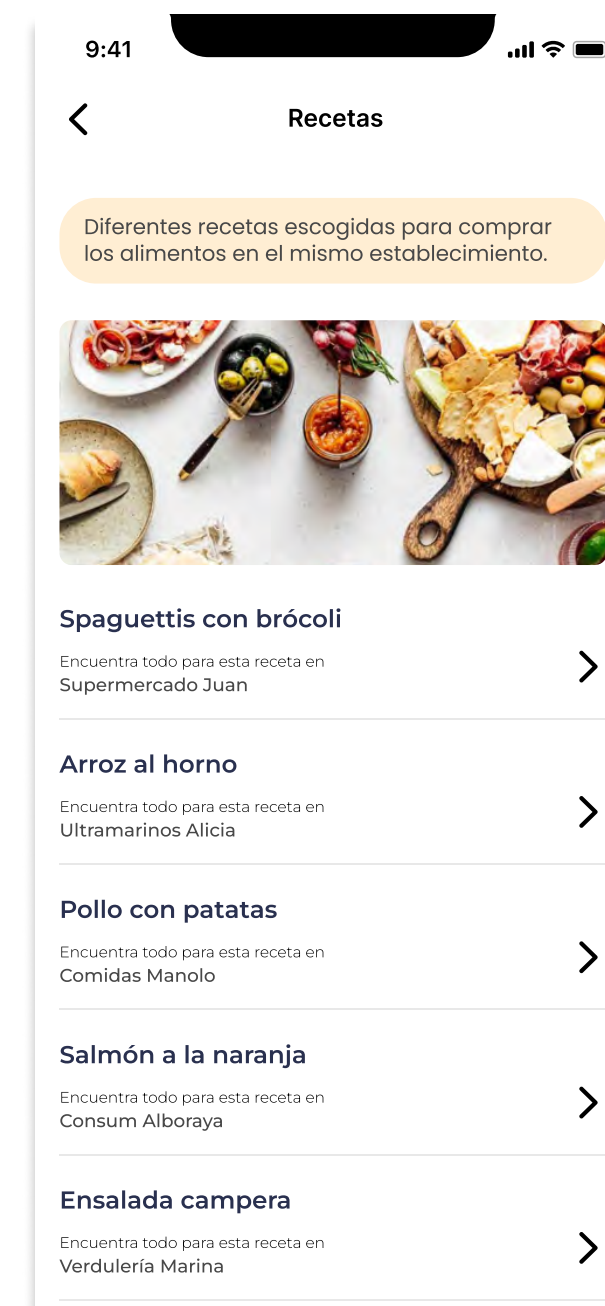 9:41
Recetas
Diferentes recetas escogidas para comprar
los alimentos en el mismo establecimiento.
Spaguettis con brócoli
Encuentra todo para esta receta en
Supermercado Juan
Arroz al horno
Encuentra todo para esta receta en
Ultramarinos Alicia
Pollo con patatas
Encuentra todo para esta receta en
Comidas Manolo
Salmón a la naranja
Encuentra todo para esta receta en
Consum Alboraya
Ensalada campera
Encuentra todo para esta receta en
Verdulería Marina